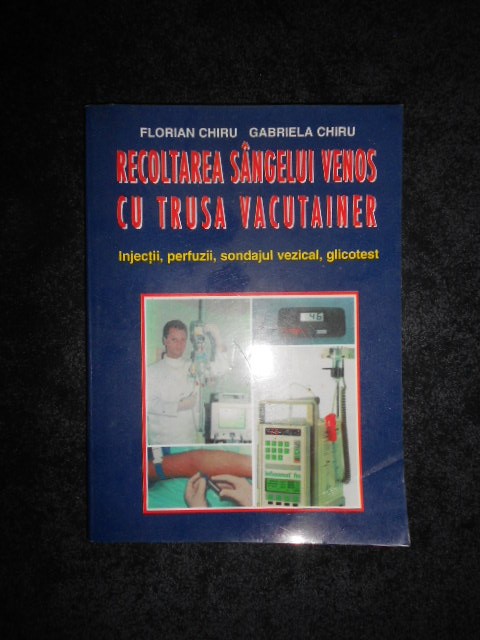 FLORIAN CHIRU GABRIELA CHIRU
RECOLTAREA SÂNGELUI VENOS
CU TRUSA VACUTAINER
Injecții, perfuzii, sondajul vezical, glicotest